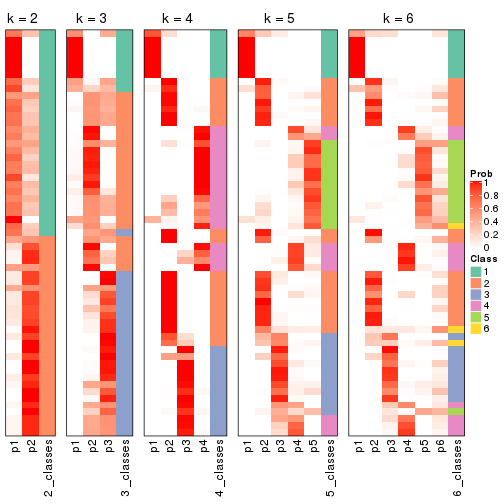 k = 2
k = 3
k = 4
k = 5
k = 6
Prob
1
0.8
0.6
0.4
0.2
0
Class
1
2
3
4
5
6
p1
p2
2_classes
p1
p2
p3
3_classes
p1
p2
p3
p4
4_classes
p1
p2
p3
p4
p5
5_classes
p1
p2
p3
p4
p5
p6
6_classes